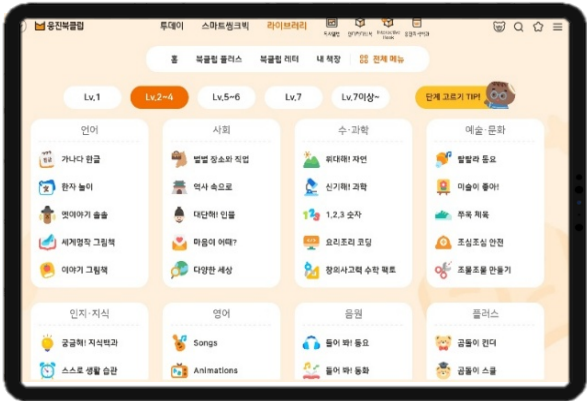 웅진북클럽
투데이
스마트씽크빅
라이브러리
홈
북클럽 플러스
북클럽 레터
내 책장
전체 메뉴
Lv.1
Lv.2~4
Lv.5~6
Lv.7
Lv.7이상~
단계 고르기 TIP!
언어
가나다 한글
한자 놀이
옛이야기 솔솔
세계명작 그림책
이야기 그림책
사회
별별 장소와 직업
역사 속으로
대단해! 인물
마음이 어때?
다양한 세상
수·과학
위대해! 자연
신기해! 과학
1,2,3 숫자
요리조리 코딩
창의사고력 수학 팩토
예술·문화
랄랄라 동요
미술이 좋아!
쭈욱 체육
조심조심 안전
조물조물 만들기
인지·지식
궁금해! 지식백과
스스로 생활 습관
영어
Songs
Animations
음원
들어 봐! 동요
들어 봐! 동화
플러스
곰돌이 컨디
곰돌이 스쿨